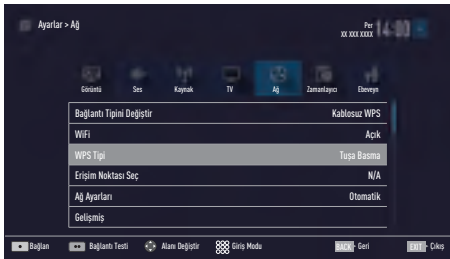 Ayarlar > Ağ
Per
xx xxx xxxx 14:00
Görüntü Ses Kaynak TV Ağ Zamanlayıcı Ebeveyn
Bağlantı Tipini Değiştir Kablosuz WPS
WiFi Açık
WPS Tipi Tuşa Basma
Erişim Noktası Seç N/A
Ağ Ayarları Otomatik
Gelişmiş
Bağlan Bağlantı Testi Alanı Değiştir Giriş Modu BACK - Geri EXIT - Çıkış